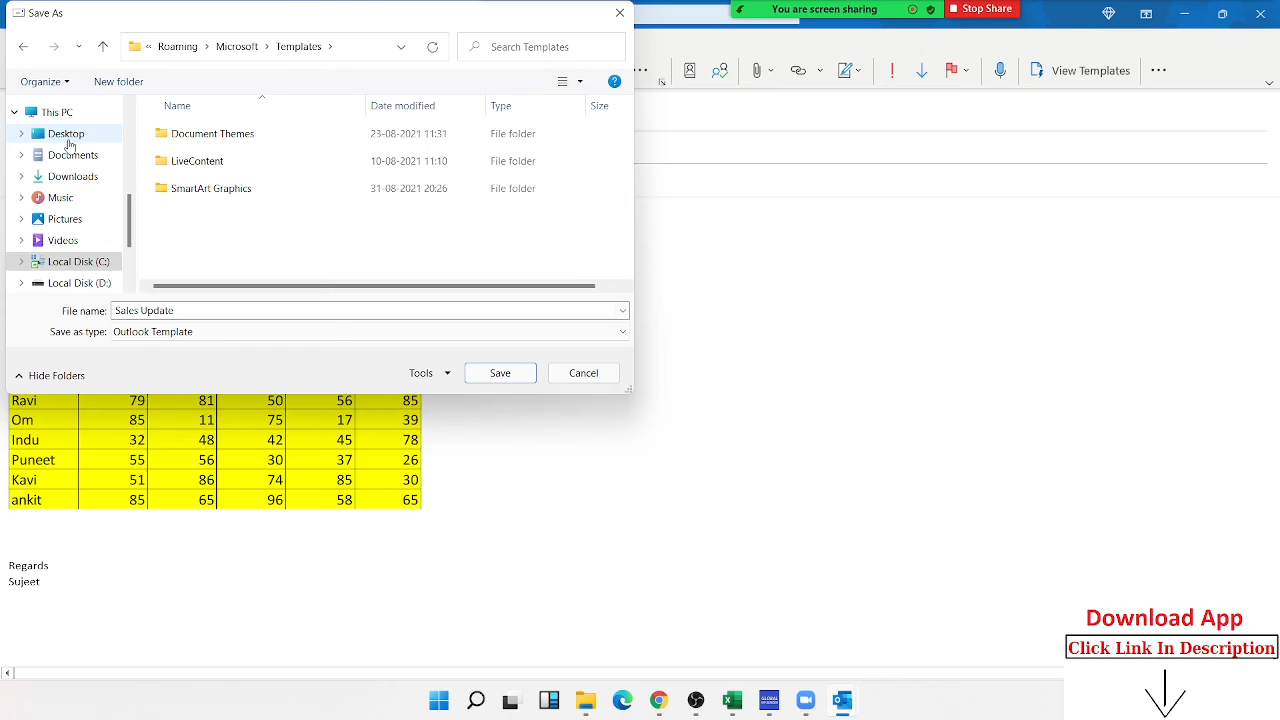 Save As
You are screen sharing
Stop Share
« Roaming > Microsoft > Templates >
Search Templates
Organize
New folder
View Templates
This PC
Desktop
Documents
Downloads
Music
Pictures
Videos
Local Disk (C:)
Local Disk (D:)
Name Date modified Type Size
Document Themes 23-08-2021 11:31 File folder
LiveContent 10-08-2021 11:10 File folder
SmartArt Graphics 31-08-2021 20:26 File folder
File name: Sales Update
Save as type: Outlook Template
Hide Folders
Tools
Save
Cancel
Ravi 79 81 50 56 85
Om 85 11 75 17 39
Indu 32 48 42 45 78
Puneet 55 56 30 37 26
Kavi 51 86 74 85 30
ankit 85 65 96 58 65
Regards
Sujeet
Download App
Click Link In Description